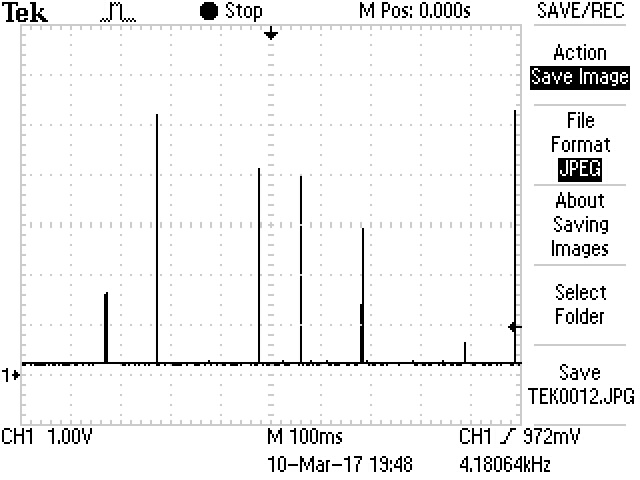 Tek Stop M Pos: 0.000s SAVE/REC
Action
Save Image
File
Format
JPEG
About
Saving
Images
Select
Folder
1
Save
TEK0012.JPG
CH1 1.00V M 100ms CH1 972mV
10-Mar-17 19:48 4.18064kHz